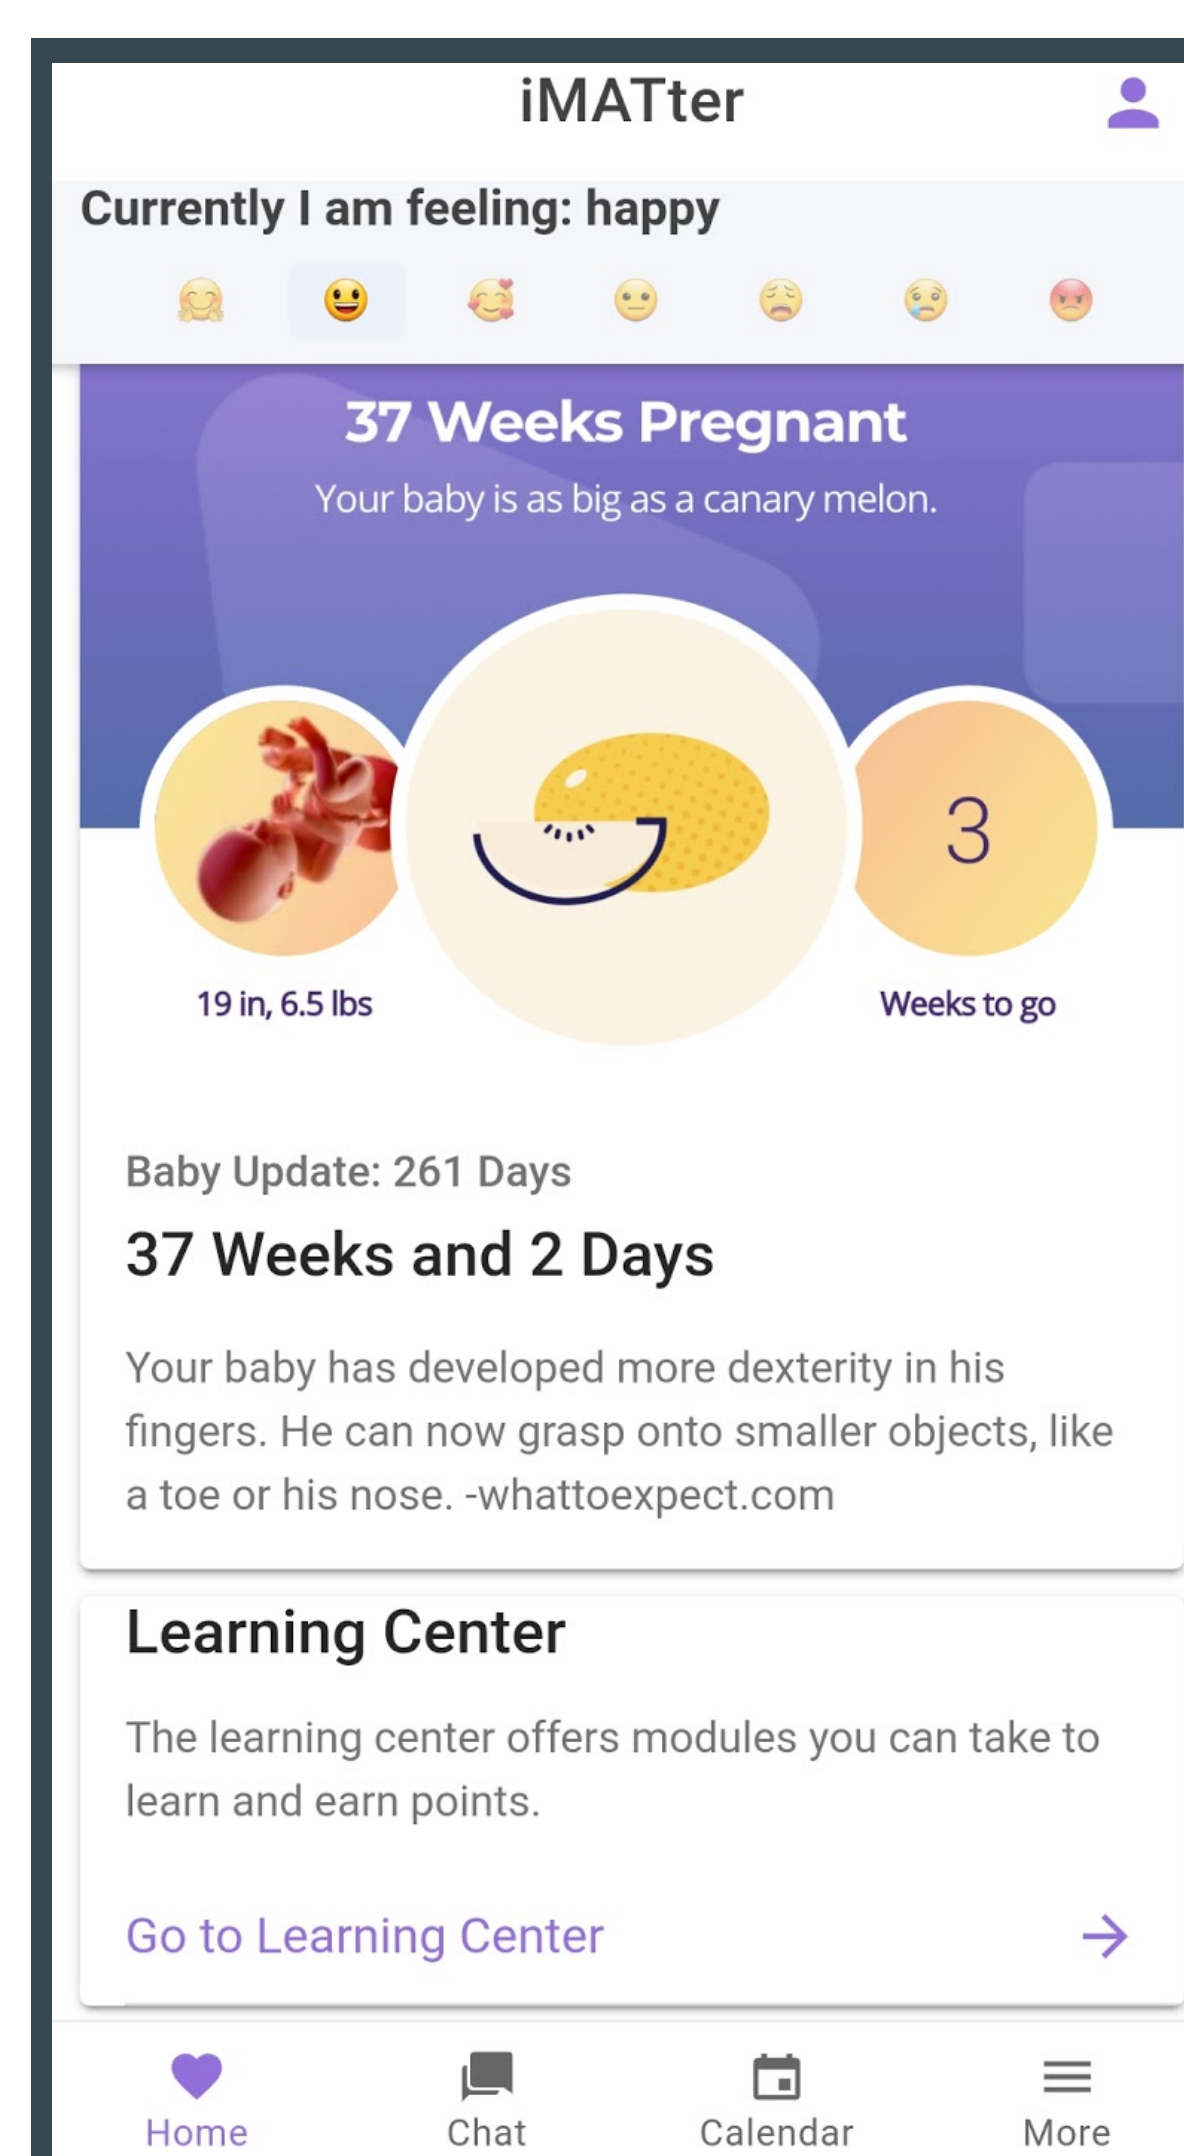 iMATter
Currently I am feeling: happy
37 Weeks Pregnant
Your baby is as big as a canary melon.
3
19 in, 6.5 lbs
Weeks to go
Baby Update: 261 Days
37 Weeks and 2 Days
Your baby has developed more dexterity in his
fingers. He can now grasp onto smaller objects, like
a toe or his nose. -whattoexpect.com
Learning Center
The learning center offers modules you can take to
learn and earn points.
Go to Learning Center
Home
Chat
Calendar
More